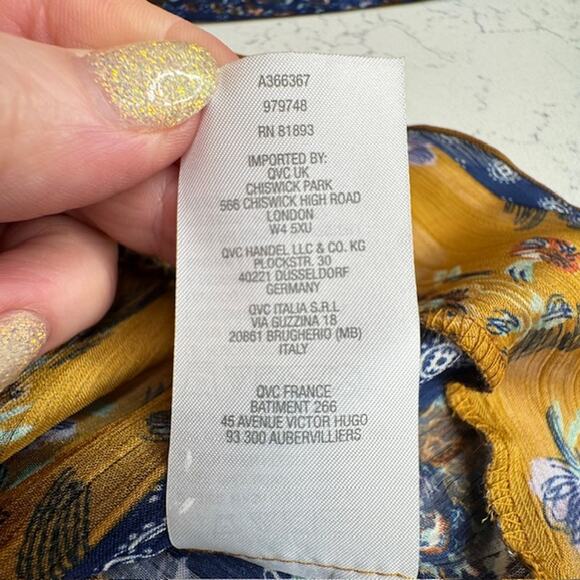 A366367
979748
RN 81893
IMPORTED BY:
QVC UK
CHISWICK PARK
566 CHISWICK HIGH ROAD
LONDON
W4 5XU
QVC HANDEL LLC & CO. KG
PLOCKSTR. 30
40221 DUSSELDORF
GERMANY
QVC ITALIA S.R.L
VIA GUZZINA 18
20861 BRUGHERIO (MB)
ITALY
QVC FRANCE
BATIMENT 266
45 AVENUE VICTOR HUGO
93 300 AUBERVILLIERS